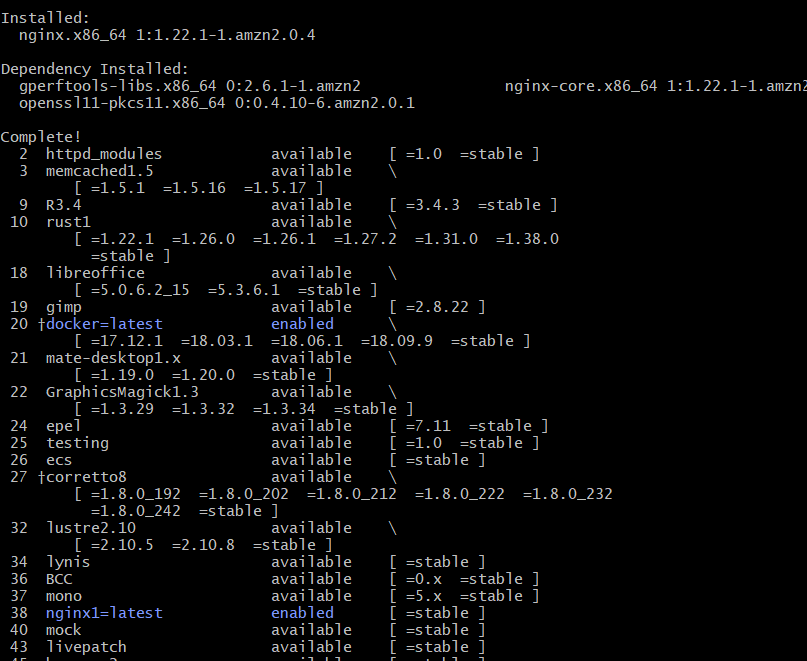 Installed:
  nginx.x86_64 1:1.22.1-1.amzn2.0.4

Dependency Installed:
  gperftools-libs.x86_64 0:2.6.1-1.amzn2                nginx-core.x86_64 1:1.22.1-1.amzn2
  openssl11-pkcs11.x86_64 0:0.4.10-6.amzn2.0.1

Complete!
  2  httpd_modules            available    [ =1.0  =stable ]
  3  memcached1.5             available    \
        [ =1.5.1  =1.5.16  =1.5.17 ]
  9  R3.4                     available    [ =3.4.3  =stable ]
 10  rust1                    available    \
        [ =1.22.1  =1.26.0  =1.26.1  =1.27.2  =1.31.0  =1.38.0
          =stable ]
 18  libreoffice              available    \
        [ =5.0.6.2_15  =5.3.6.1  =stable ]
 19  gimp                     available    [ =2.8.22 ]
 20 †docker=latest            enabled      \
        [ =17.12.1  =18.03.1  =18.06.1  =18.09.9  =stable ]
 21  mate-desktop1.x          available    \
        [ =1.19.0  =1.20.0  =stable ]
 22  GraphicsMagick1.3        available    \
        [ =1.3.29  =1.3.32  =1.3.34  =stable ]
 24  epel                     available    [ =7.11  =stable ]
 25  testing                  available    [ =1.0  =stable ]
 26  ecs                      available    [ =stable ]
 27 †corretto8                available    \
        [ =1.8.0_192  =1.8.0_202  =1.8.0_212  =1.8.0_222  =1.8.0_232
          =1.8.0_242  =stable ]
 32  lustre2.10               available    \
        [ =2.10.5  =2.10.8  =stable ]
 34  lynis                    available    [ =stable ]
 36  BCC                      available    [ =0.x  =stable ]
 37  mono                     available    [ =5.x  =stable ]
 38  nginx1=latest            enabled      [ =stable ]
 40  mock                     available    [ =stable ]
 43  livepatch                available    [ =stable ]